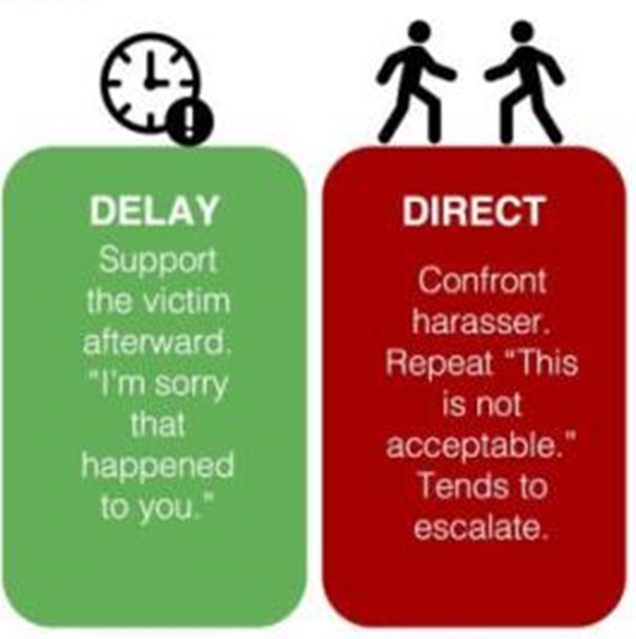 DELAY
Support
the victim
afterward.
"I'm sorry
that
happened
to you."
DIRECT
Confront
harasser.
Repeat "This
is not
acceptable."
Tends to
escalate.